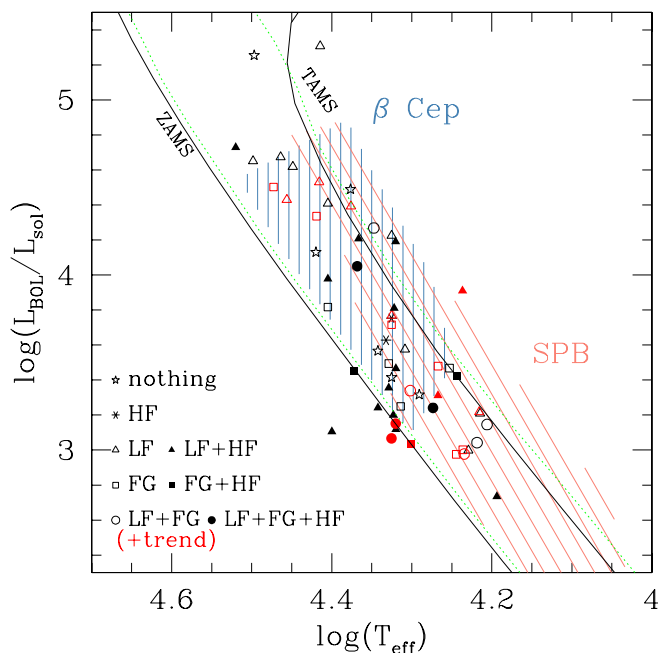 5
4
3
4.6
4.4
4.2
4
log(L_BOL/L_sol)
log(T_eff)
ZAMS
TAMS
β Cep
SPB
nothing
HF
LF LF+HF
FG FG+HF
LF+FG LF+FG+HF
(+trend)